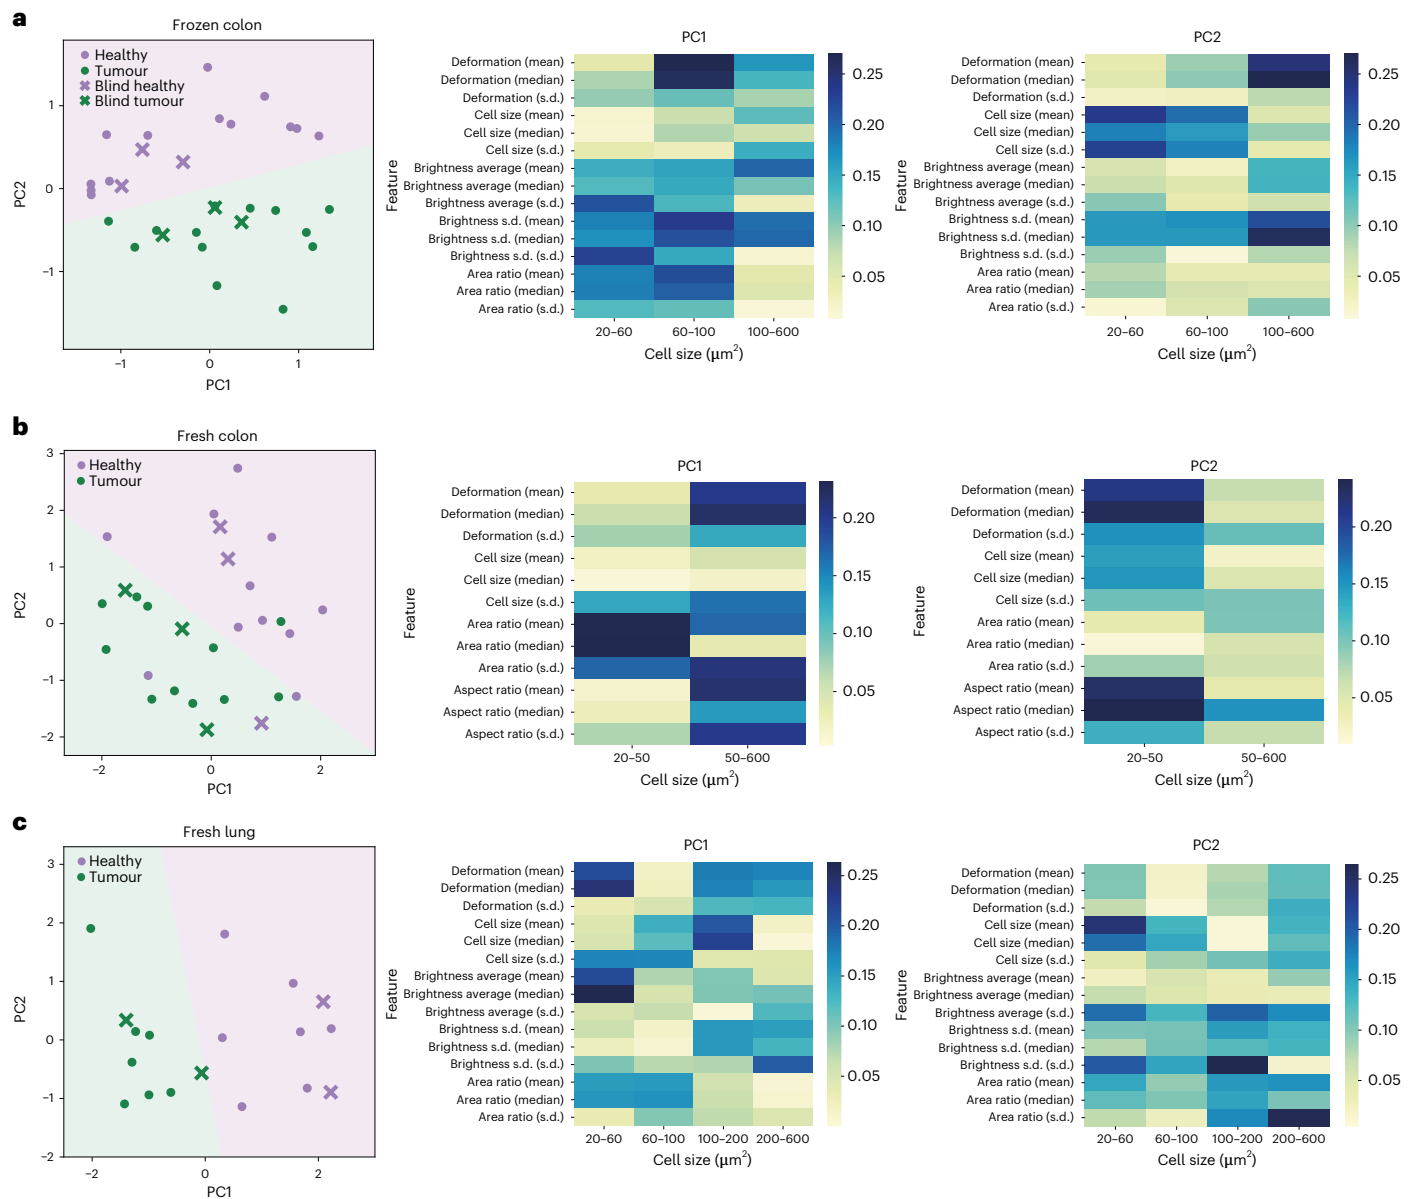 a
Frozen colon
Healthy
Tumour
Blind healthy
Blind tumour
1
0
−1
PC2
−1
0
1
PC1
PC1
Feature
Deformation (mean)
Deformation (median)
Deformation (s.d.)
Cell size (mean)
Cell size (median)
Cell size (s.d.)
Brightness average (mean)
Brightness average (median)
Brightness average (s.d.)
Brightness s.d. (mean)
Brightness s.d. (median)
Brightness s.d. (s.d.)
Area ratio (mean)
Area ratio (median)
Area ratio (s.d.)
20–60
60–100
100–600
Cell size (µm²)
0.25
0.20
0.15
0.10
0.05
PC2
Feature
Deformation (mean)
Deformation (median)
Deformation (s.d.)
Cell size (mean)
Cell size (median)
Cell size (s.d.)
Brightness average (mean)
Brightness average (median)
Brightness average (s.d.)
Brightness s.d. (mean)
Brightness s.d. (median)
Brightness s.d. (s.d.)
Area ratio (mean)
Area ratio (median)
Area ratio (s.d.)
20–60
60–100
100–600
Cell size (µm²)
0.25
0.20
0.15
0.10
0.05
b
Fresh colon
Healthy
Tumour
3
2
1
0
−1
−2
PC2
−2
0
2
PC1
PC1
Feature
Deformation (mean)
Deformation (median)
Deformation (s.d.)
Cell size (mean)
Cell size (median)
Cell size (s.d.)
Area ratio (mean)
Area ratio (median)
Area ratio (s.d.)
Aspect ratio (mean)
Aspect ratio (median)
Aspect ratio (s.d.)
20–50
50–600
Cell size (µm²)
0.20
0.15
0.10
0.05
PC2
Feature
Deformation (mean)
Deformation (median)
Deformation (s.d.)
Cell size (mean)
Cell size (median)
Cell size (s.d.)
Area ratio (mean)
Area ratio (median)
Area ratio (s.d.)
Aspect ratio (mean)
Aspect ratio (median)
Aspect ratio (s.d.)
20–50
50–600
Cell size (µm²)
0.20
0.15
0.10
0.05
c
Fresh lung
Healthy
Tumour
3
2
1
0
−1
−2
PC2
−2
0
2
PC1
PC1
Feature
Deformation (mean)
Deformation (median)
Deformation (s.d.)
Cell size (mean)
Cell size (median)
Cell size (s.d.)
Brightness average (mean)
Brightness average (median)
Brightness average (s.d.)
Brightness s.d. (mean)
Brightness s.d. (median)
Brightness s.d. (s.d.)
Area ratio (mean)
Area ratio (median)
Area ratio (s.d.)
20–60
60–100
100–200
200–600
Cell size (µm²)
0.25
0.20
0.15
0.10
0.05
PC2
Feature
Deformation (mean)
Deformation (median)
Deformation (s.d.)
Cell size (mean)
Cell size (median)
Cell size (s.d.)
Brightness average (mean)
Brightness average (median)
Brightness average (s.d.)
Brightness s.d. (mean)
Brightness s.d. (median)
Brightness s.d. (s.d.)
Area ratio (mean)
Area ratio (median)
Area ratio (s.d.)
20–60
60–100
100–200
200–600
Cell size (µm²)
0.25
0.20
0.15
0.10
0.05